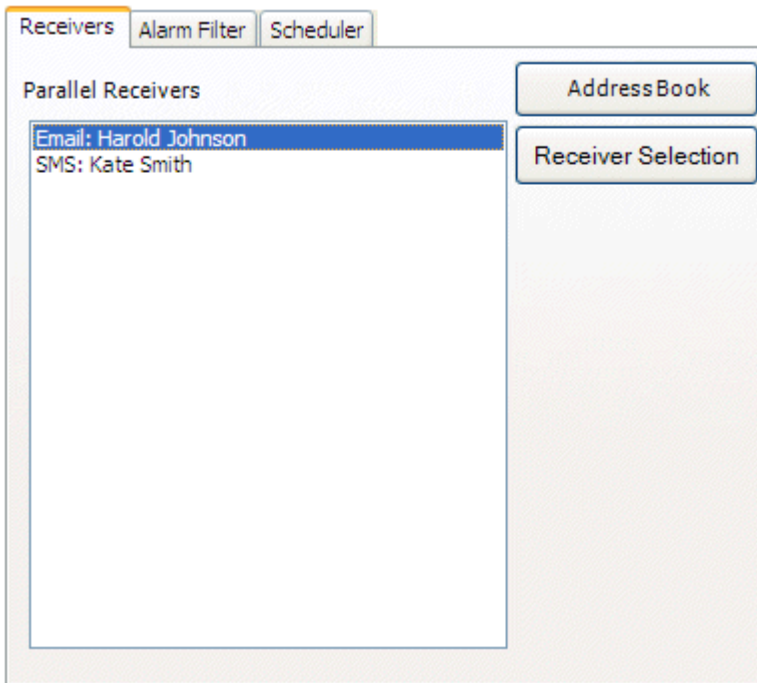 Receivers Alarm Filter Scheduler
Parallel Receivers
AddressBook
Email: Harold Johnson
SMS: Kate Smith
Receiver Selection